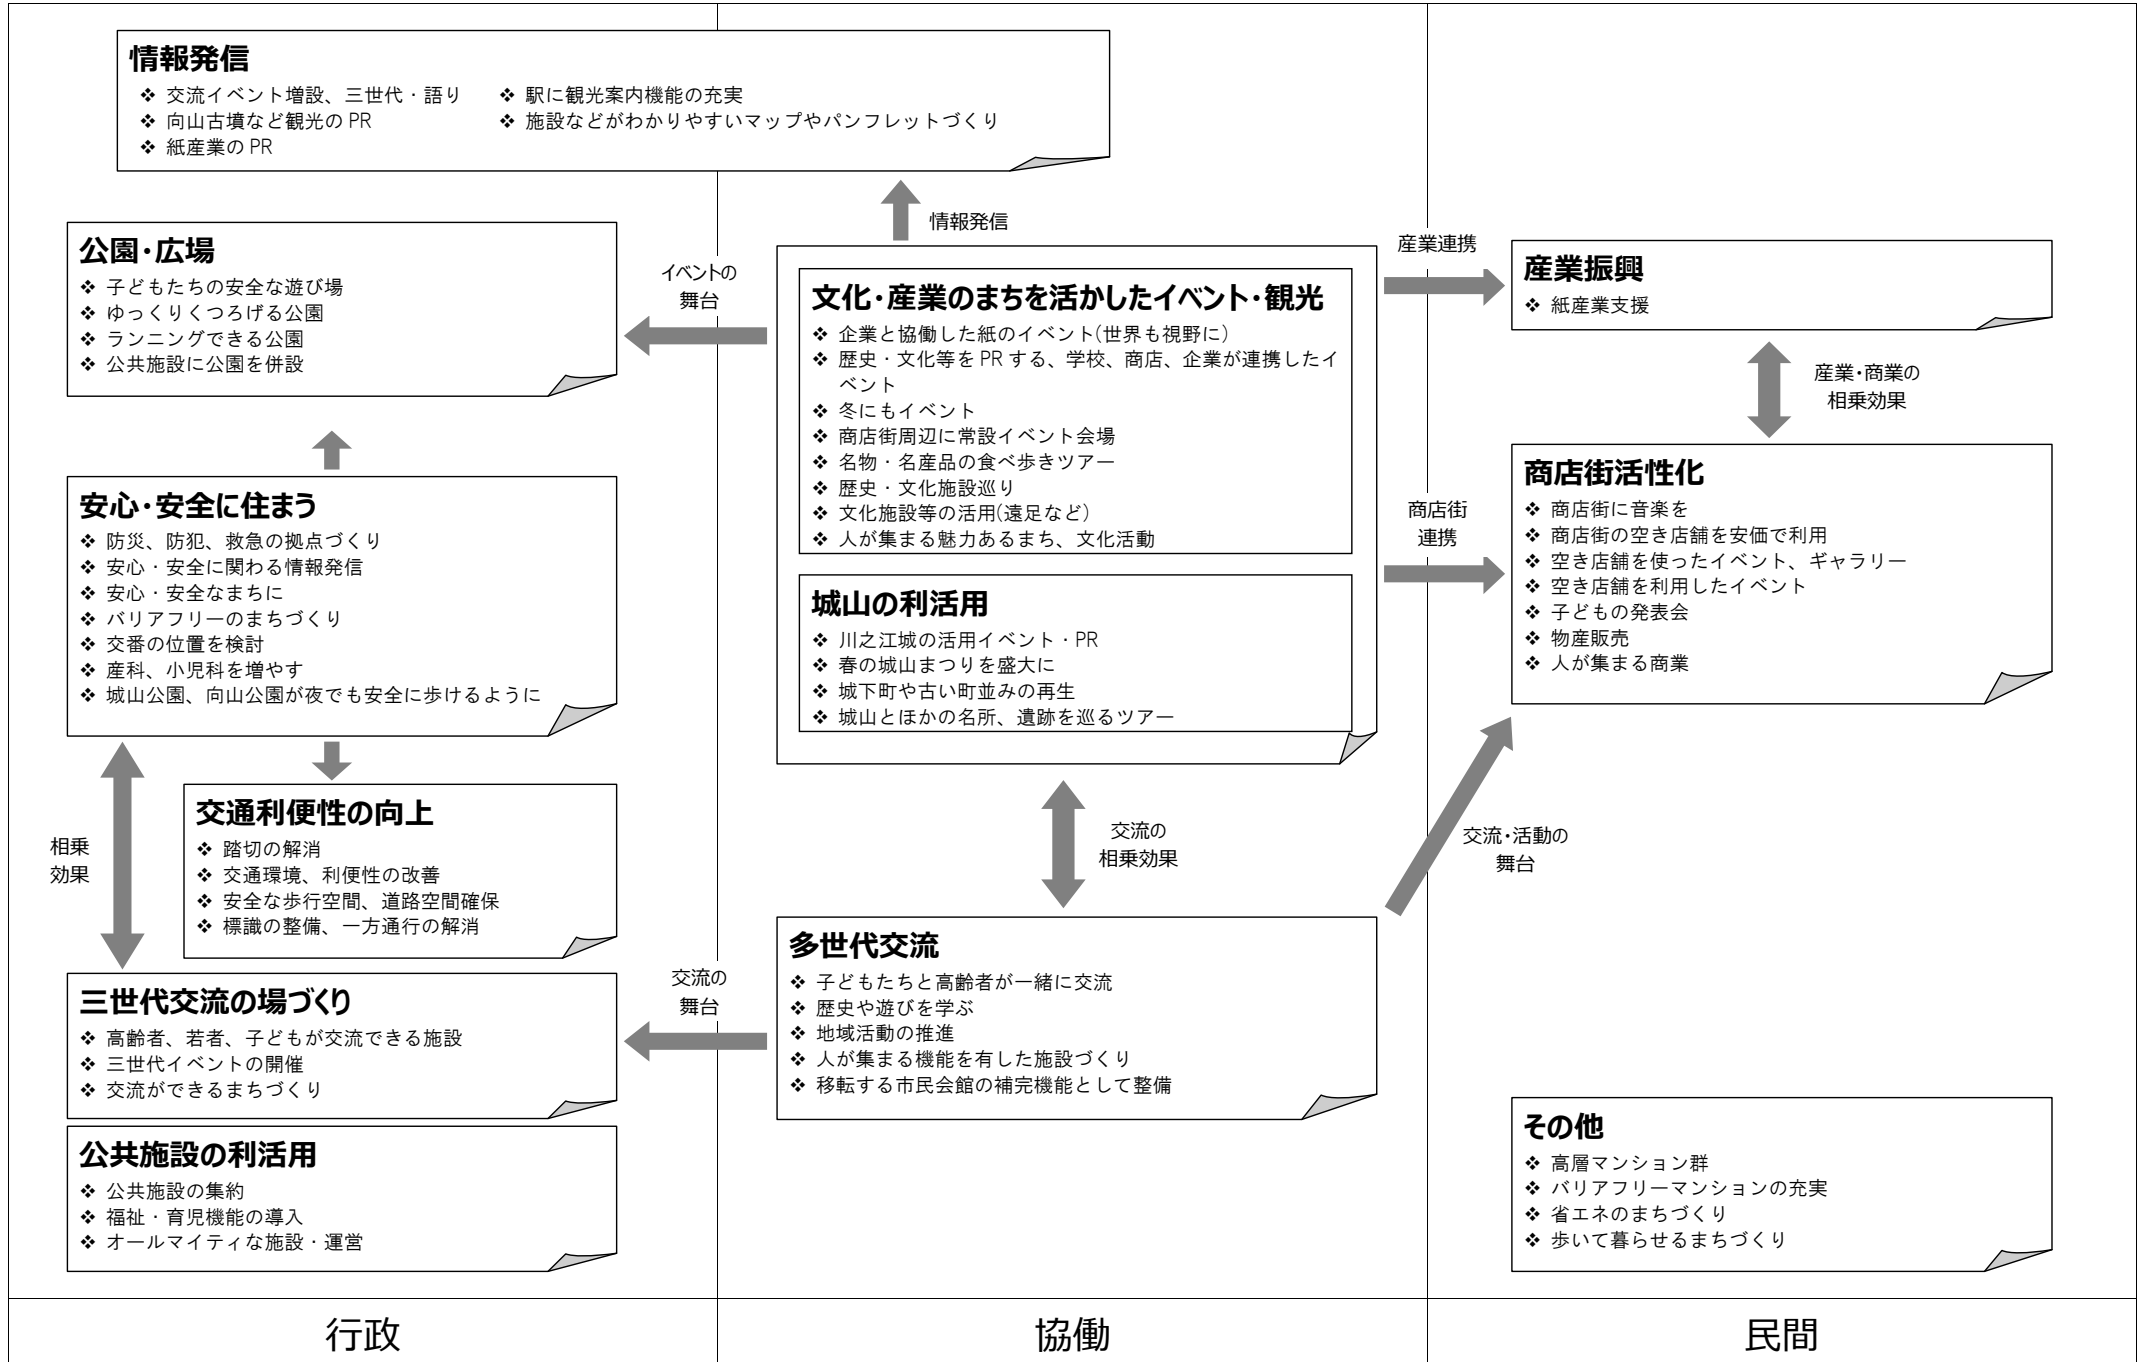 情報発信
❖ 交流イベント増設、三世代・語り
❖ 向山古墳など観光の PR
❖ 紙産業の PR
❖ 駅に観光案内機能の充実
❖ 施設などがわかりやすいマップやパンフレットづくり
情報発信
公園・広場
❖ 子どもたちの安全な遊び場
❖ ゆっくりくつろげる公園
❖ ランニングできる公園
❖ 公共施設に公園を併設
イベントの
舞台
文化・産業のまちを活かしたイベント・観光
❖ 企業と協働した紙のイベント(世界も視野に)
❖ 歴史・文化等を PR する、学校、商店、企業が連携したイ
ベント
❖ 冬にもイベント
❖ 商店街周辺に常設イベント会場
❖ 名物・名産品の食べ歩きツアー
❖ 歴史・文化施設巡り
❖ 文化施設等の活用(遠足など)
❖ 人が集まる魅力あるまち、文化活動
城山の利活用
❖ 川之江城の活用イベント・PR
❖ 春の城山まつりを盛大に
❖ 城下町や古い町並みの再生
❖ 城山とほかの名所、遺跡を巡るツアー
産業連携
産業振興
❖ 紙産業支援
産業・商業の
相乗効果
商店街
連携
商店街活性化
❖ 商店街に音楽を
❖ 商店街の空き店舗を安価で利用
❖ 空き店舗を使ったイベント、ギャラリー
❖ 空き店舗を利用したイベント
❖ 子どもの発表会
❖ 物産販売
❖ 人が集まる商業
安心・安全に住まう
❖ 防災、防犯、救急の拠点づくり
❖ 安心・安全に関わる情報発信
❖ 安心・安全なまちに
❖ バリアフリーのまちづくり
❖ 交番の位置を検討
❖ 産科、小児科を増やす
❖ 城山公園、向山公園が夜でも安全に歩けるように
相乗
効果
交通利便性の向上
❖ 踏切の解消
❖ 交通環境、利便性の改善
❖ 安全な歩行空間、道路空間確保
❖ 標識の整備、一方通行の解消
交流の
相乗効果
交流・活動の
舞台
三世代交流の場づくり
❖ 高齢者、若者、子どもが交流できる施設
❖ 三世代イベントの開催
❖ 交流ができるまちづくり
交流の
舞台
多世代交流
❖ 子どもたちと高齢者が一緒に交流
❖ 歴史や遊びを学ぶ
❖ 地域活動の推進
❖ 人が集まる機能を有した施設づくり
❖ 移転する市民会館の補完機能として整備
公共施設の利活用
❖ 公共施設の集約
❖ 福祉・育児機能の導入
❖ オールマイティな施設・運営
その他
❖ 高層マンション群
❖ バリアフリーマンションの充実
❖ 省エネのまちづくり
❖ 歩いて暮らせるまちづくり
行政
協働
民間